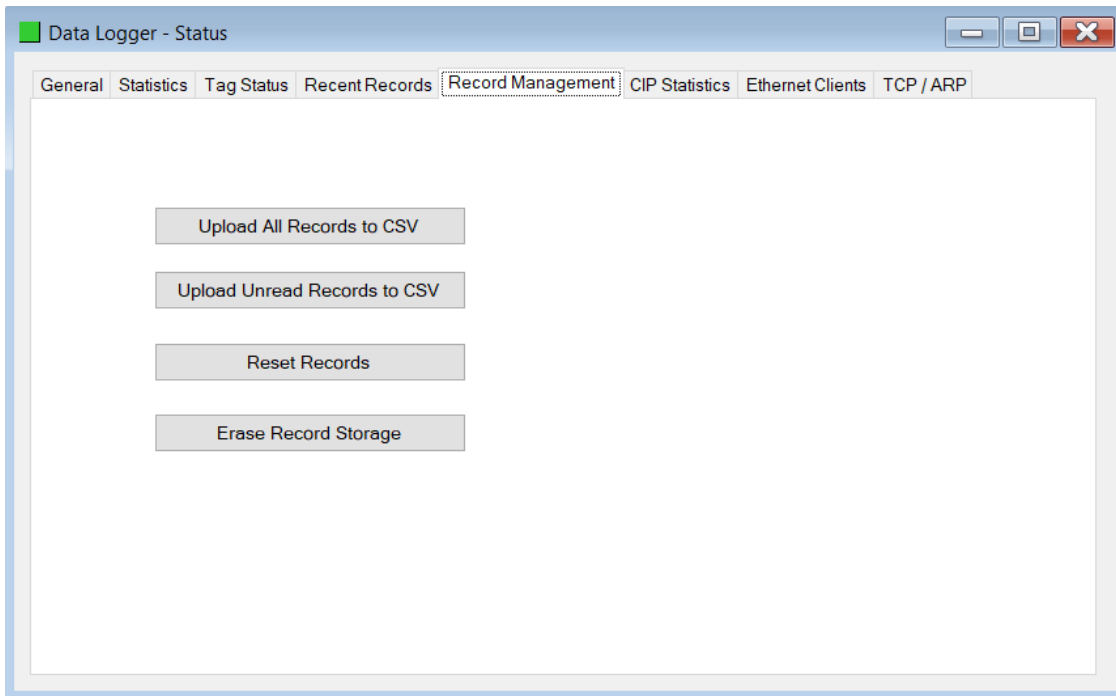 Data Logger - Status
General Statistics Tag Status Recent Records Record Management CIP Statistics Ethernet Clients TCP / ARP
Upload All Records to CSV
Upload Unread Records to CSV
Reset Records
Erase Record Storage